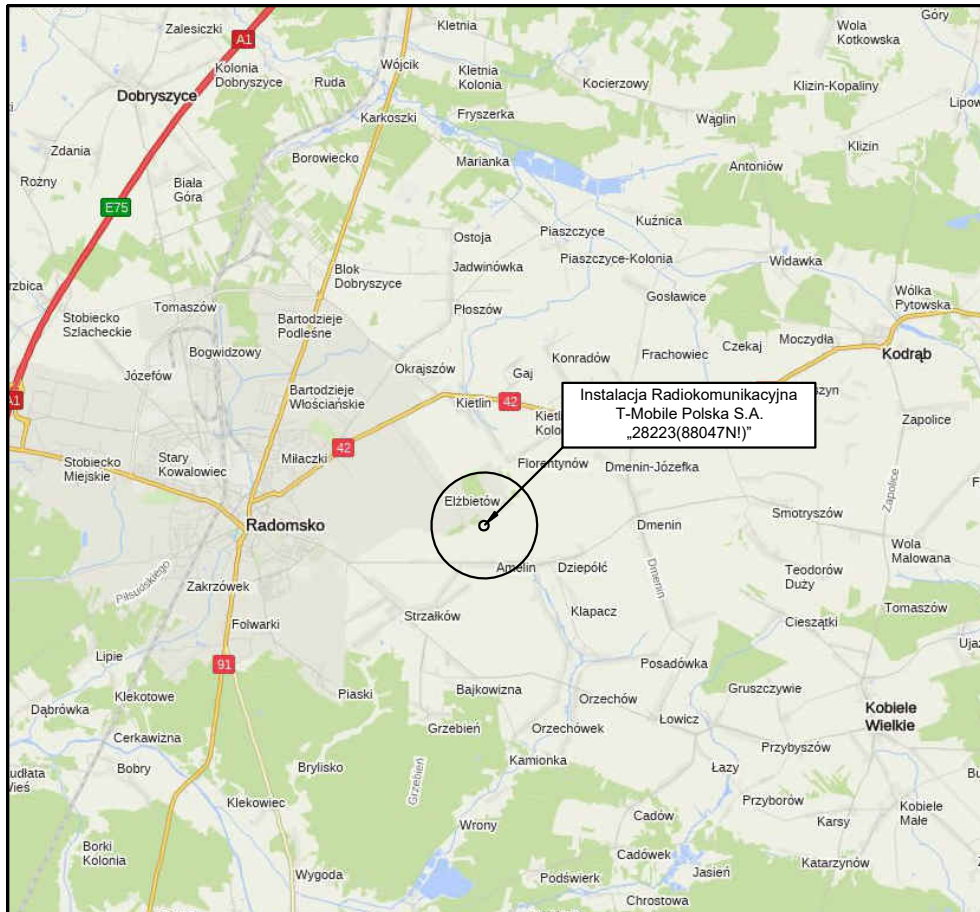 Zalesiczki
Kletnia
Góry
Wola
Kotkowska
A1
Kolonia
Dobryszyce
Wójcik
Kletnia
Kolonia
Ruda
Kocierzowy
Klizin-Kopaliny
Dobryszyce
Karkoszki
Fryszerka
Wąglin
Zdania
Borowiecko
Marianka
Antoniów
Klizin
Rożny
Biała
Góra
E75
Kuźnica
Ostoja
Piaszczyce
Jadwinówka
Piaszczyce-Kolonia
Widawka
Blok
Dobryszyce
Gosławice
Wólka
Pytowska
Tomaszów
Płoszów
Stobiecko
Szlacheckie
Bartodzieje
Podleśne
Bogwidzowy
Konradów
Frachowiec
Czekaj
Moczydła
Kodrąb
Józefów
Okrajszów
Gaj
Bartodzieje
Włościańskie
Kietlin
42
Instalacja Radiokomunikacyjna
T-Mobile Polska S.A.
„28223(88047N!)”
Zapolice
42
Stobiecko
Miejskie
Stary
Kowalowiec
Miłaczki
Florentynów
Dmenin-Józefka
Zapolice
Elżbietów
Radomsko
Dmenin
Smotryszów
Wola
Malowana
Piłsudskiego
Zakrzówek
Amelin
Dziepółć
Dmenin
Teodorów
Duży
Strzałków
Klapacz
Cieszątki
Tomaszów
Folwarki
Lipie
91
Posadówka
Klekotowe
Piaski
Bajkowizna
Orzechów
Gruszczywie
Kobiele
Wielkie
Dąbrówka
Grzebień
Orzechówek
Łowicz
Cerkawizna
Przybyszów
Bobry
Brylisko
Grzebień
Kamionka
Łazy
Klekowiec
Przyborów
Kobiele
Małe
Wrony
Cadów
Karsy
Borki
Kolonia
Cadówek
Katarzynów
Wygoda
Podświerk
Jasień
Chrostowa